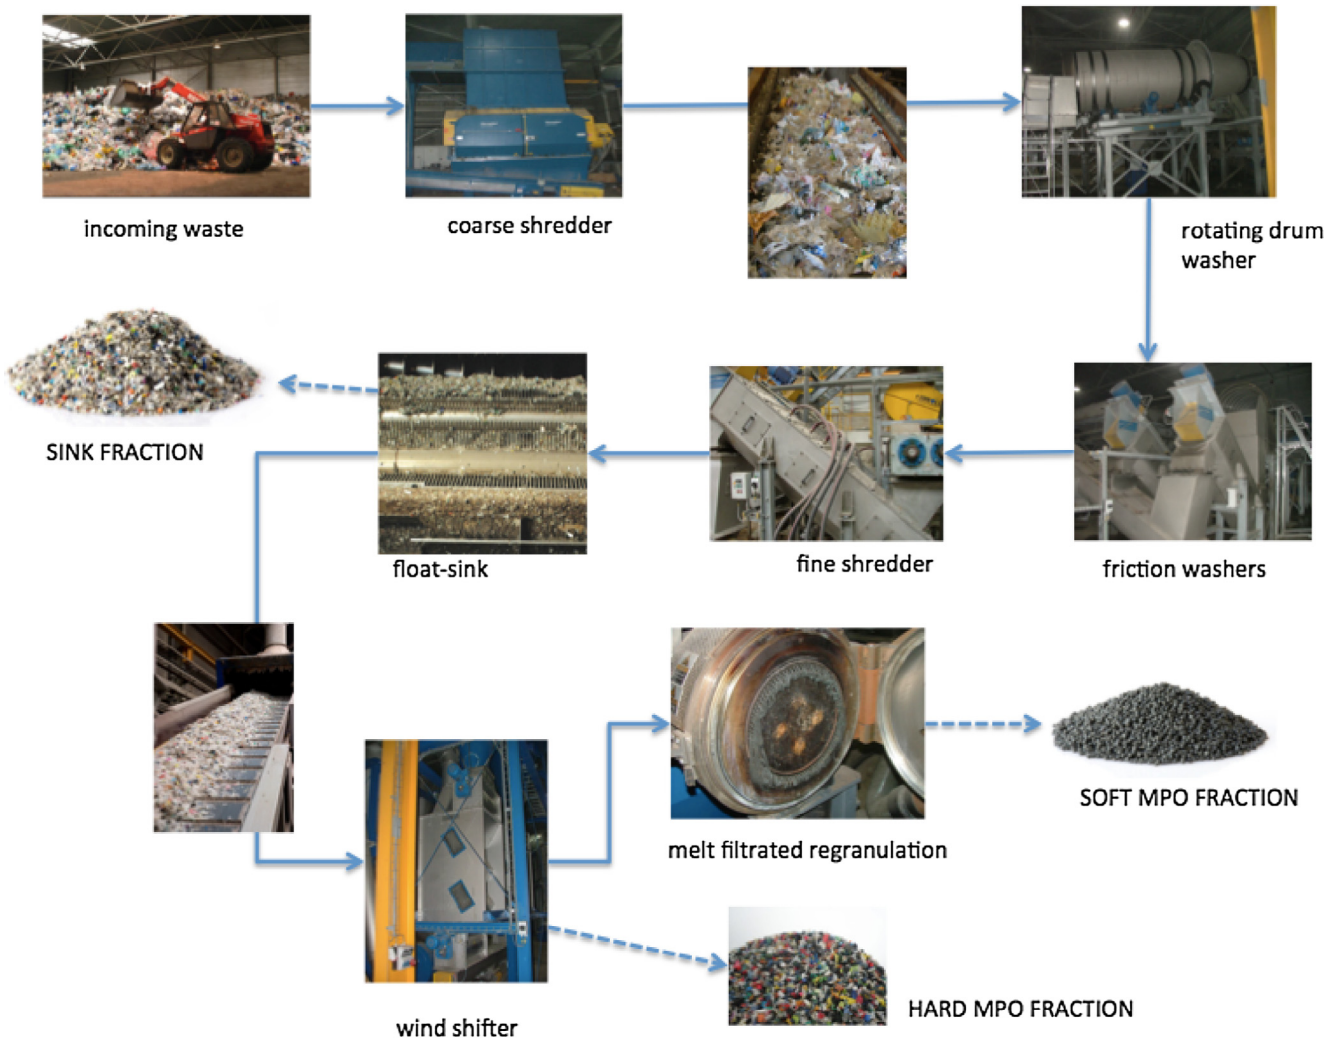 incoming waste
coarse shredder
rotating drum
washer
SINK FRACTION
float-sink
fine shredder
friction washers
melt filtrated regranulation
SOFT MPO FRACTION
wind shifter
HARD MPO FRACTION